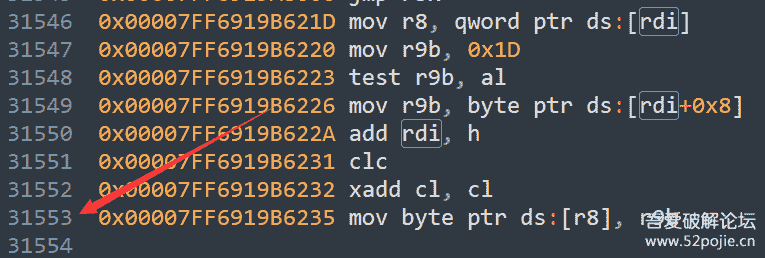 31546 0x00007FF6919B621D mov r8, qword ptr ds:[rdi]
31547 0x00007FF6919B6220 mov r9b, 0x1D
31548 0x00007FF6919B6223 test r9b, al
31549 0x00007FF6919B6226 mov r9b, byte ptr ds:[rdi+0x8]
31550 0x00007FF6919B622A add rdi, h
31551 0x00007FF6919B6231 clc
31552 0x00007FF6919B6232 xadd cl, cl
31553 0x00007FF6919B6235 mov byte ptr ds:[r8], r9b
31554
吾爱破解论坛
www.52pojie.cn